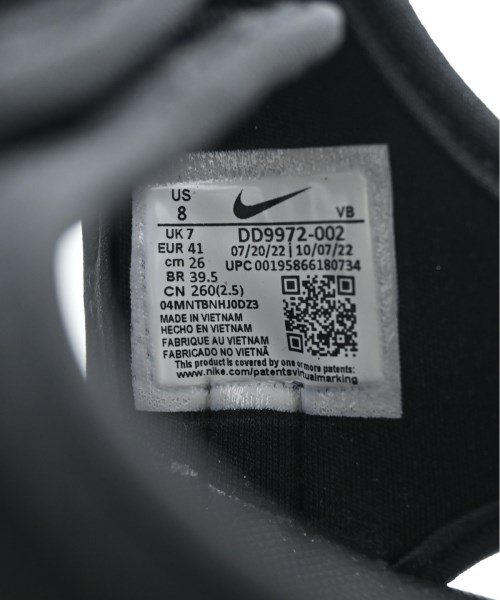 US
8
VB
UK 7
DD9972-002
EUR 41
07/20/22 | 10/07/22
cm 26
UPC 00195866180734
BR 39.5
CN 260(2.5)
04MNTBNHJ0DZ3
MADE IN VIETNAM
HECHO EN VIETNAM
FABRIQUE AU VIETNAM
FABRICADO NO VIETNÃ
This product is covered by one or more patents:
www.nike.com/patentsvirtualmarking